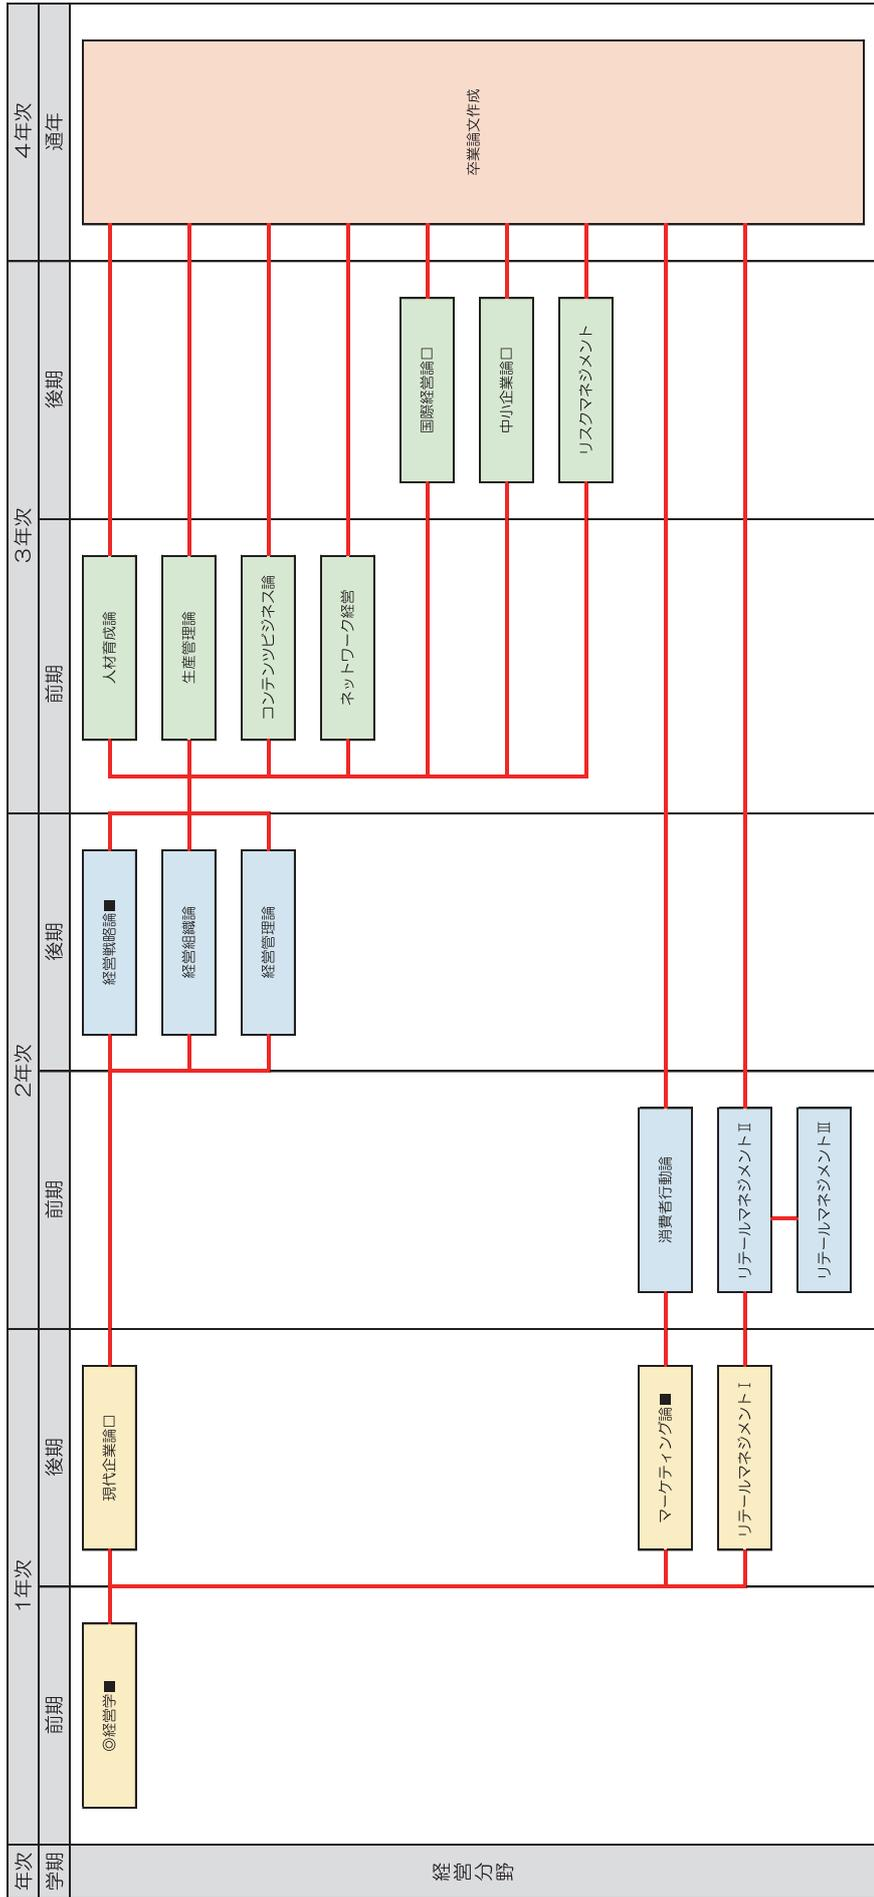 年次
1年次
2年次
3年次
4年次
学期
前期
後期
前期
後期
前期
後期
通年
経営分野
◎経営学■
現代企業論□
マーケティング論■
リテールマネジメントⅠ
消費者行動論
リテールマネジメントⅡ
リテールマネジメントⅢ
経営戦略論■
経営組織論
経営管理論
人材育成論
生産管理論
コンテンツビジネス論
ネットワーク経営
国際経営論□
中小企業論□
リスクマネジメント
卒業論文作成